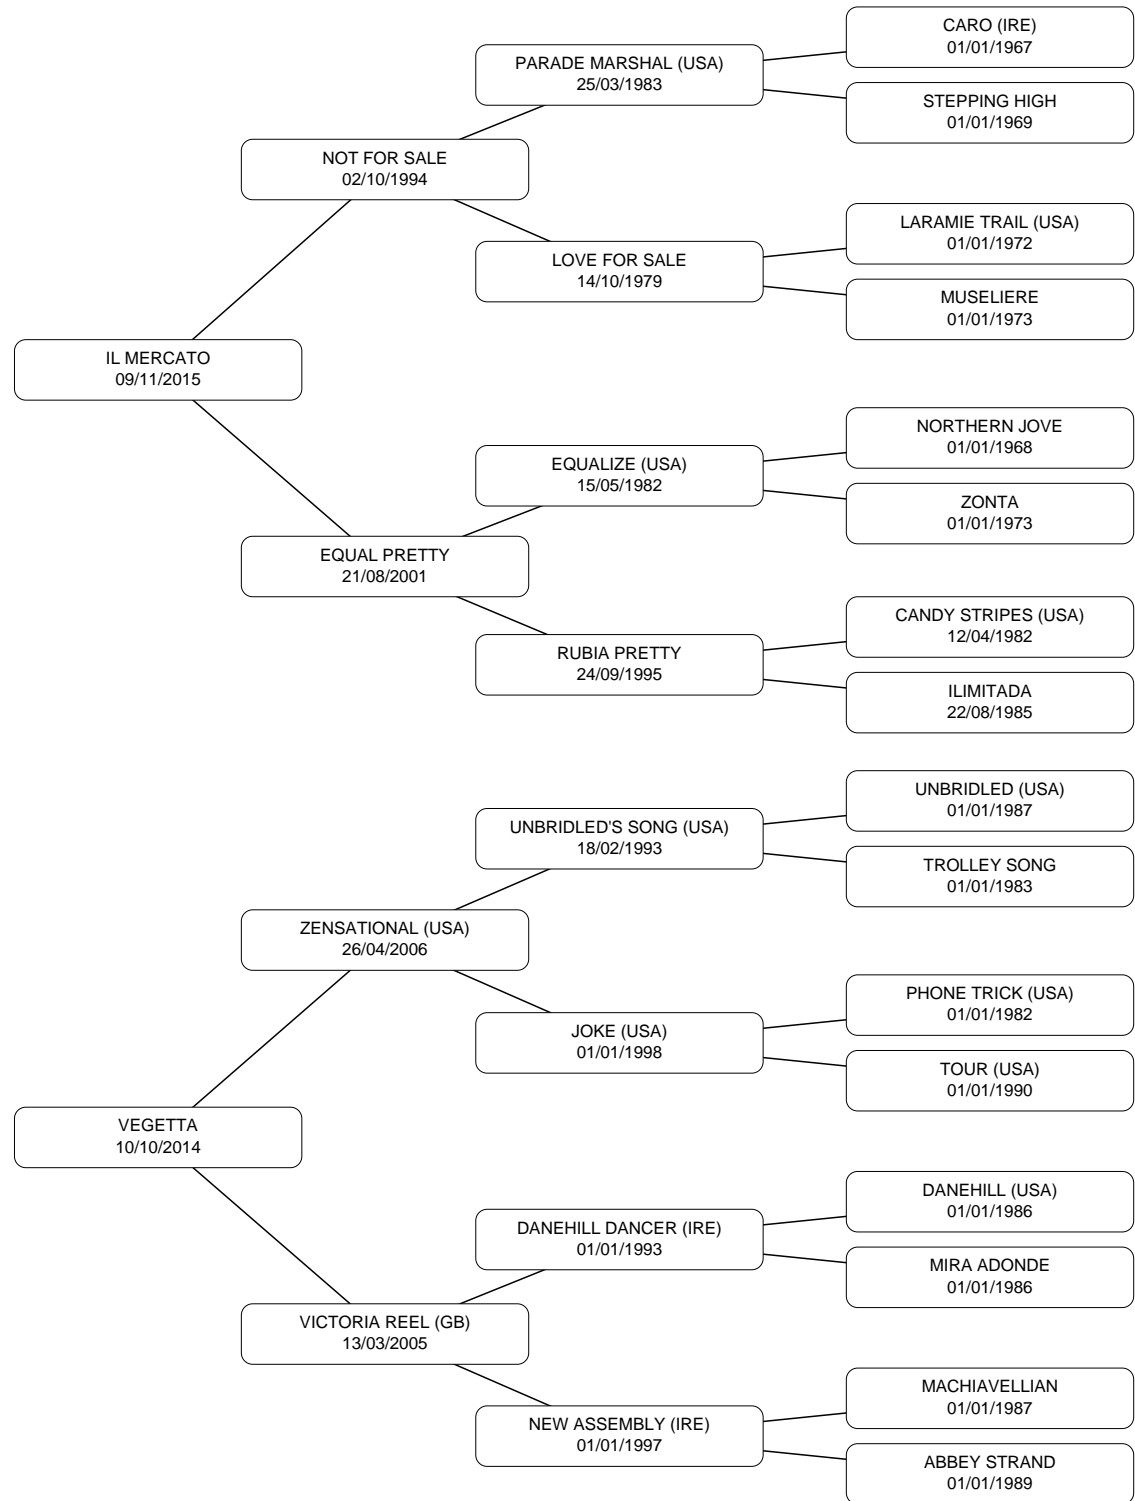 CARO (IRE)
01/01/1967
PARADE MARSHAL (USA)
25/03/1983
STEPPING HIGH
01/01/1969
NOT FOR SALE
02/10/1994
LARAMIE TRAIL (USA)
01/01/1972
LOVE FOR SALE
14/10/1979
MUSELIERE
01/01/1973
IL MERCATO
09/11/2015
NORTHERN JOVE
01/01/1968
EQUALIZE (USA)
15/05/1982
ZONTA
01/01/1973
EQUAL PRETTY
21/08/2001
CANDY STRIPES (USA)
12/04/1982
RUBIA PRETTY
24/09/1995
ILIMITADA
22/08/1985
UNBRIDLED (USA)
01/01/1987
UNBRIDLED'S SONG (USA)
18/02/1993
TROLLEY SONG
01/01/1983
ZENSATIONAL (USA)
26/04/2006
PHONE TRICK (USA)
01/01/1982
JOKE (USA)
01/01/1998
TOUR (USA)
01/01/1990
VEGETTA
10/10/2014
DANEHILL (USA)
01/01/1986
DANEHILL DANCER (IRE)
01/01/1993
MIRA ADONDE
01/01/1986
VICTORIA REEL (GB)
13/03/2005
MACHIAVELLIAN
01/01/1987
NEW ASSEMBLY (IRE)
01/01/1997
ABBEY STRAND
01/01/1989